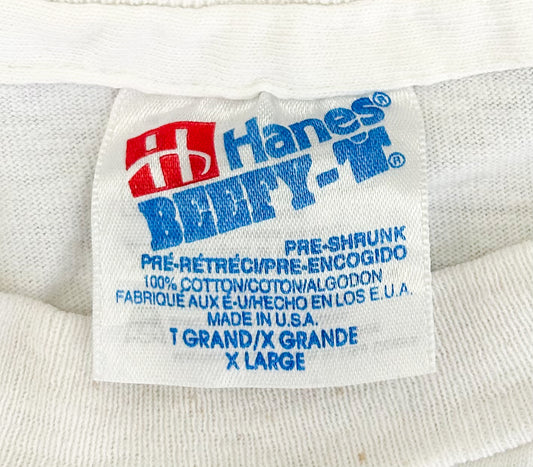 H Hanes®
BEEFY-T®
PRE-SHRUNK
PRÉ-RÉTRÉCI/PRE-ENCOGIDO
100% COTTON/COTON/ALGODON
FABRIQUÉ AUX É-U/HECHO EN LOS E.U.A.
MADE IN U.S.A.
T GRAND/X GRANDE
X LARGE